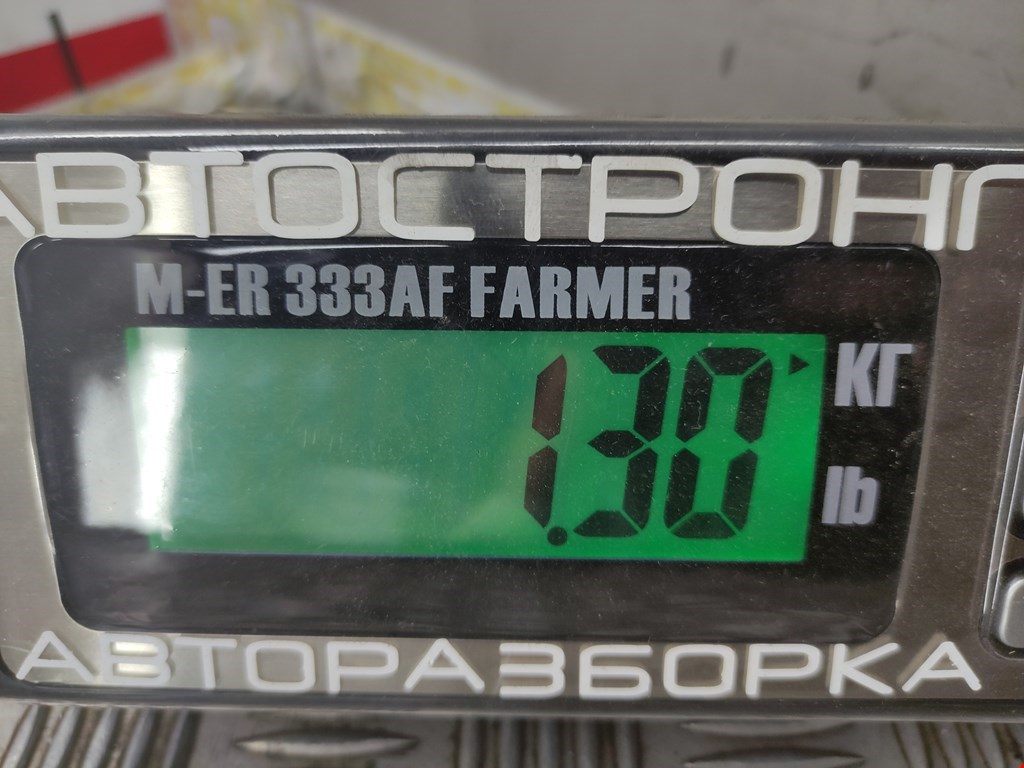 АВТОСТРОНГ
M-ER 333AF FARMER
1.30
КГ
lb
АВТОРАЗБОРКА